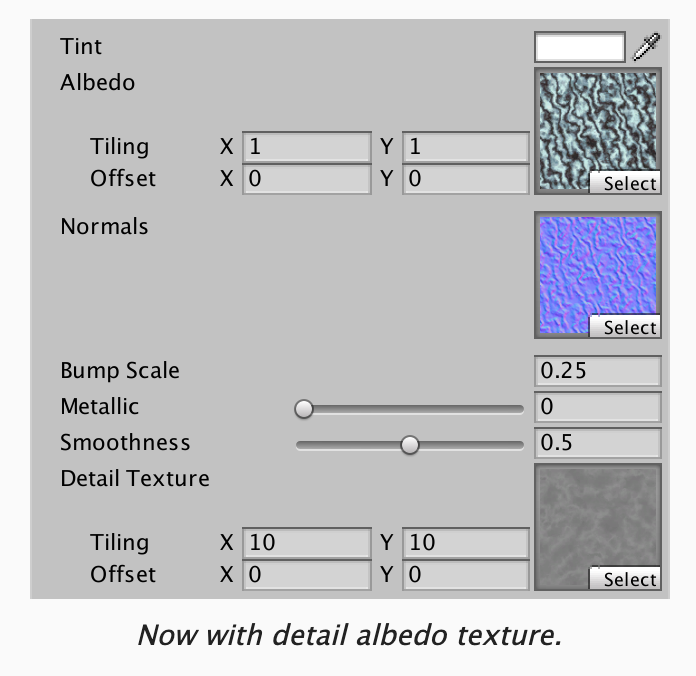 Tint
Albedo
Tiling X 1 Y 1
Offset X 0 Y 0
Select
Normals
Select
Bump Scale 0.25
Metallic 0
Smoothness 0.5
Detail Texture
Tiling X 10 Y 10
Offset X 0 Y 0
Select
Now with detail albedo texture.